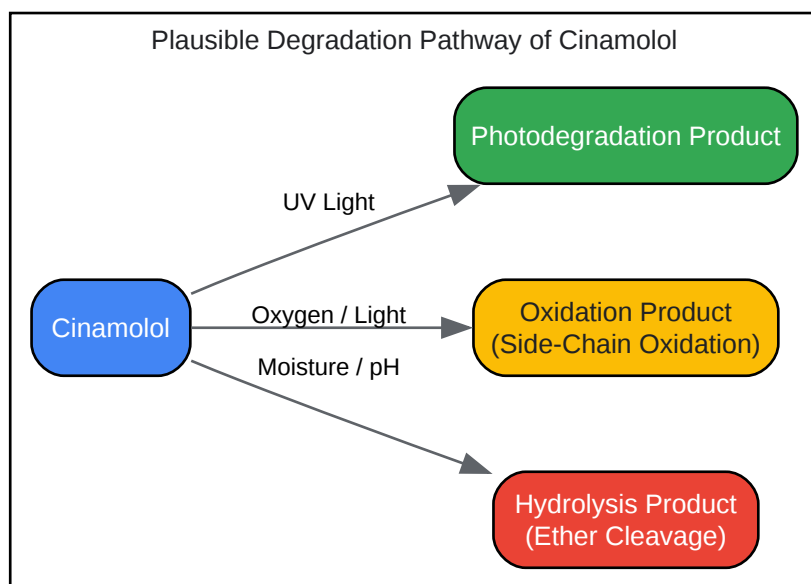 Plausible Degradation Pathway of Cinamolol
Photodegradation Product
UV Light
Cinamolol
Oxygen / Light
Oxidation Product
(Side-Chain Oxidation)
Moisture / pH
Hydrolysis Product
(Ether Cleavage)